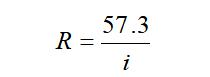 R = 57.3 / i